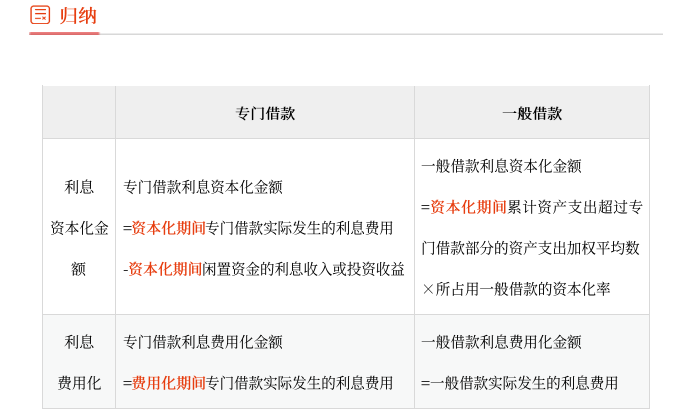 归纳
专门借款
一般借款
利息
资本化金
额
专门借款利息资本化金额
=资本化期间专门借款实际发生的利息费用
-资本化期间闲置资金的利息收入或投资收益
一般借款利息资本化金额
=资本化期间累计资产支出超过专
门借款部分的资产支出加权平均数
×所占用一般借款的资本化率
利息
费用化
专门借款利息费用化金额
=费用化期间专门借款实际发生的利息费用
一般借款利息费用化金额
=一般借款实际发生的利息费用